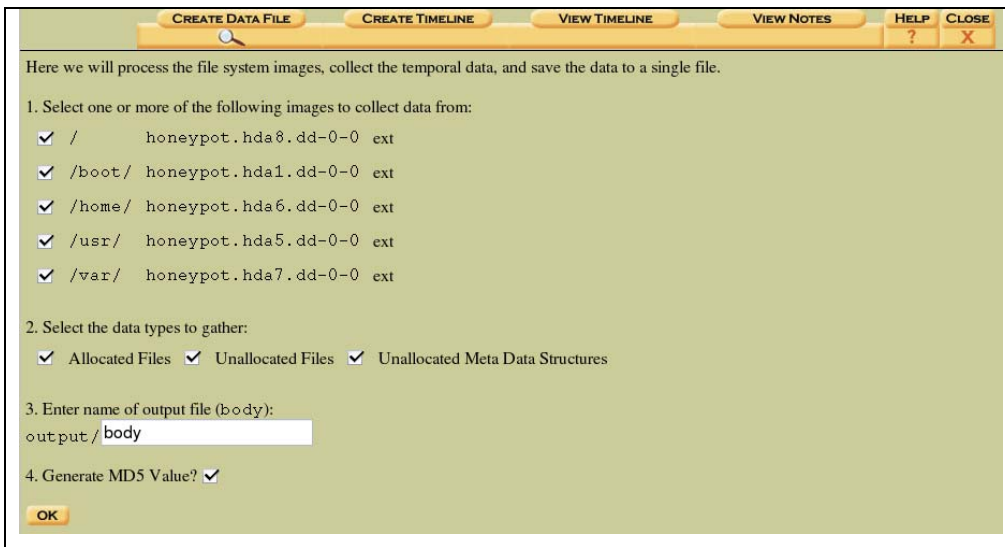 CREATE DATA FILE CREATE TIMELINE VIEW TIMELINE VIEW NOTES HELP CLOSE
? X
Here we will process the file system images, collect the temporal data, and save the data to a single file.
1. Select one or more of the following images to collect data from:
/ honeypot.hda8.dd-0-0 ext
/boot/ honeypot.hda1.dd-0-0 ext
/home/ honeypot.hda6.dd-0-0 ext
/usr/ honeypot.hda5.dd-0-0 ext
/var/ honeypot.hda7.dd-0-0 ext
2. Select the data types to gather:
Allocated Files Unallocated Files Unallocated Meta Data Structures
3. Enter name of output file (body):
output/ body
4. Generate MD5 Value?
OK